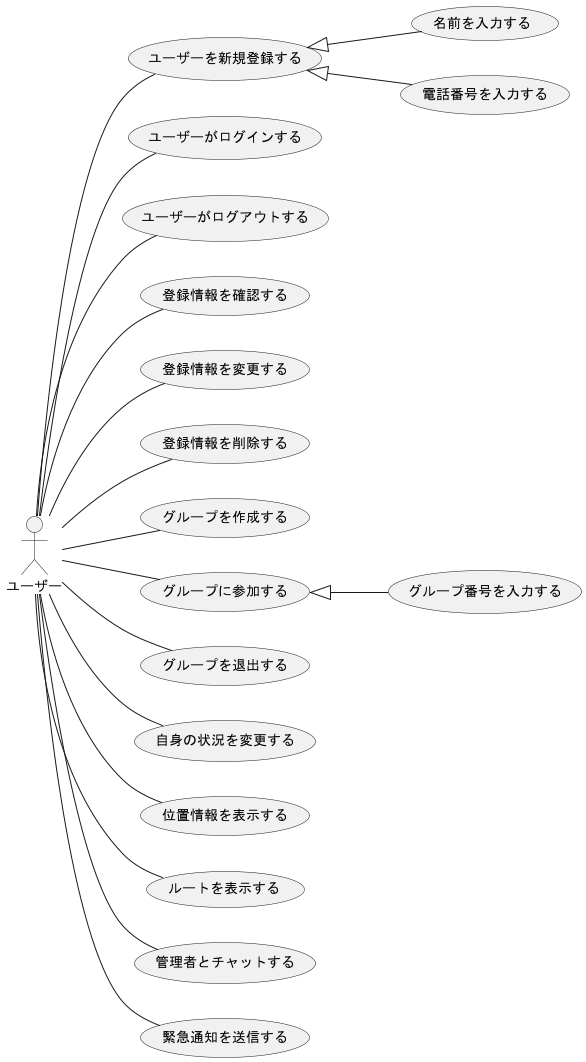 名前を入力する
ユーザーを新規登録する
電話番号を入力する
ユーザーがログインする
ユーザーがログアウトする
登録情報を確認する
登録情報を変更する
登録情報を削除する
グループを作成する
ユーザー
グループに参加する
グループ番号を入力する
グループを退出する
自身の状況を変更する
位置情報を表示する
ルートを表示する
管理者とチャットする
緊急通知を送信する